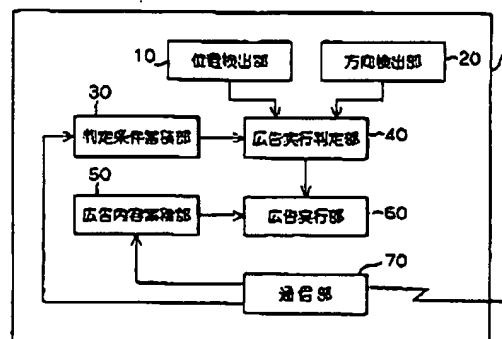 10
位置検出部
方向検出部
20
30
判定条件蓄積部
広告実行判定部
40
50
広告内容蓄積部
広告実行部
60
70
通信部